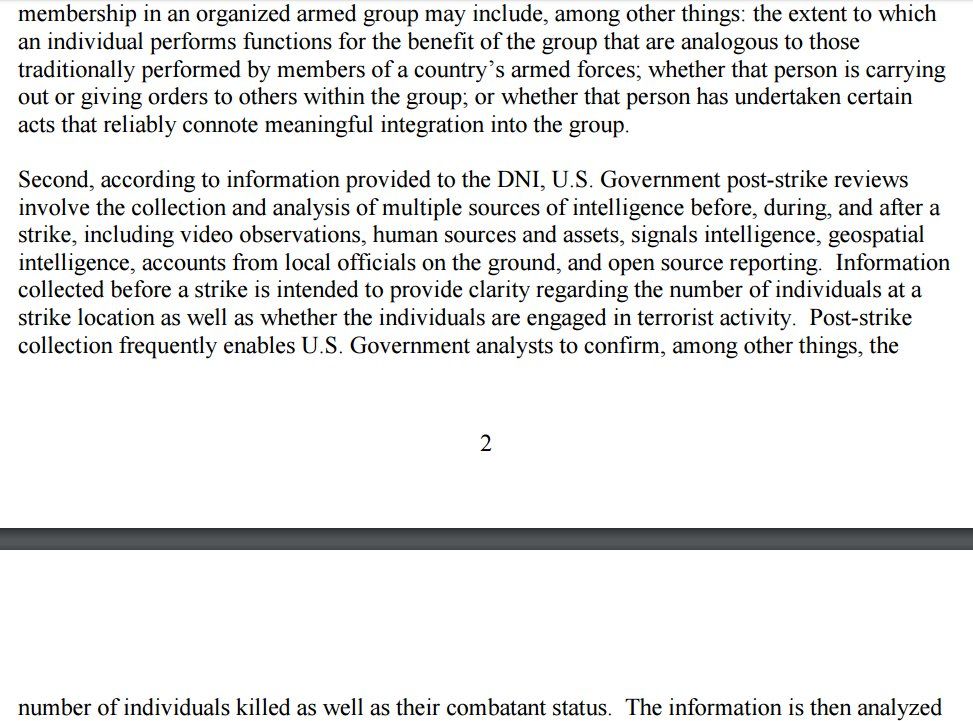 membership in an organized armed group may include, among other things: the extent to which
an individual performs functions for the benefit of the group that are analogous to those
traditionally performed by members of a country’s armed forces; whether that person is carrying
out or giving orders to others within the group; or whether that person has undertaken certain
acts that reliably connote meaningful integration into the group.
Second, according to information provided to the DNI, U.S. Government post-strike reviews
involve the collection and analysis of multiple sources of intelligence before, during, and after a
strike, including video observations, human sources and assets, signals intelligence, geospatial
intelligence, accounts from local officials on the ground, and open source reporting.  Information
collected before a strike is intended to provide clarity regarding the number of individuals at a
strike location as well as whether the individuals are engaged in terrorist activity.  Post-strike
collection frequently enables U.S. Government analysts to confirm, among other things, the
2
number of individuals killed as well as their combatant status.  The information is then analyzed